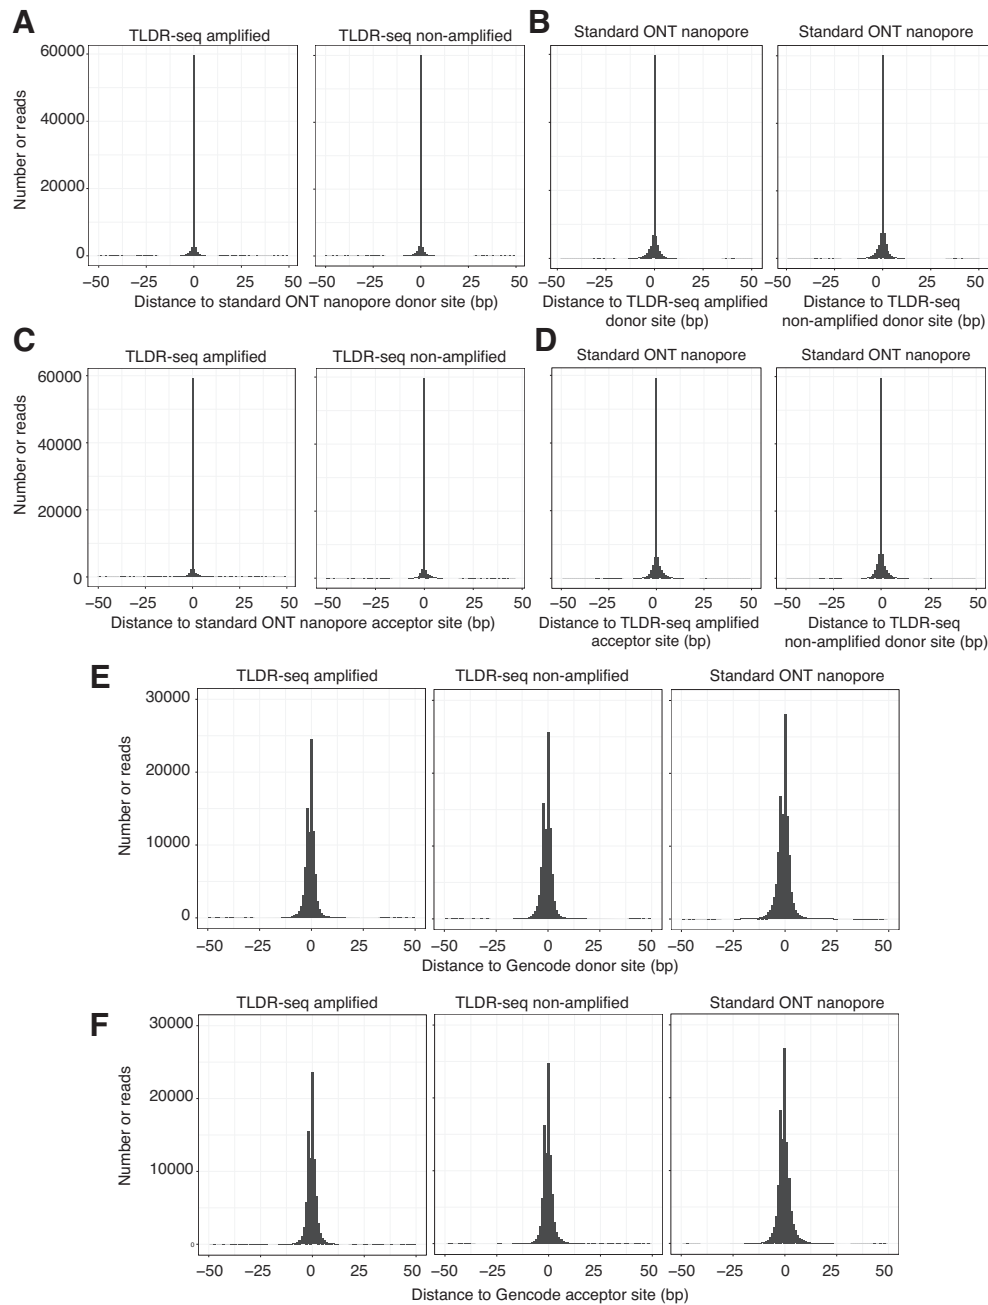 A
B
TLDR-seq amplified
TLDR-seq non-amplified
Standard ONT nanopore
Standard ONT nanopore
Number or reads
60000
40000
20000
0
−50 −25 0 25 50
−50 −25 0 25 50
−50 −25 0 25 50
−50 −25 0 25 50
Distance to standard ONT nanopore donor site (bp)
Distance to TLDR-seq amplified
donor site (bp)
Distance to TLDR-seq
non-amplified donor site (bp)
C
D
TLDR-seq amplified
TLDR-seq non-amplified
Standard ONT nanopore
Standard ONT nanopore
Number or reads
60000
40000
20000
0
−50 −25 0 25 50
−50 −25 0 25 50
−50 −25 0 25 50
−50 −25 0 25 50
Distance to standard ONT nanopore acceptor site (bp)
Distance to TLDR-seq amplified
acceptor site (bp)
Distance to TLDR-seq
non-amplified donor site (bp)
E
TLDR-seq amplified
TLDR-seq non-amplified
Standard ONT nanopore
Number or reads
30000
20000
10000
0
−50 −25 0 25 50
−50 −25 0 25 50
−50 −25 0 25 50
Distance to Gencode donor site (bp)
F
TLDR-seq amplified
TLDR-seq non-amplified
Standard ONT nanopore
Number or reads
30000
20000
10000
0
−50 −25 0 25 50
−50 −25 0 25 50
−50 −25 0 25 50
Distance to Gencode acceptor site (bp)